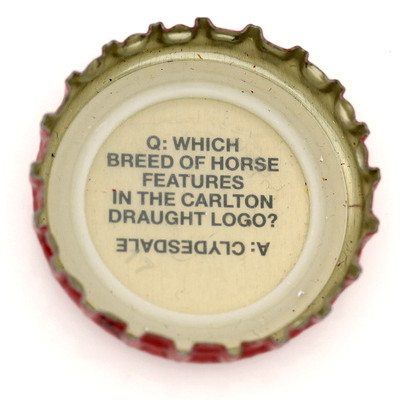 Q: WHICH
BREED OF HORSE
FEATURES
IN THE CARLTON
DRAUGHT LOGO?
A: CLYDESDALE